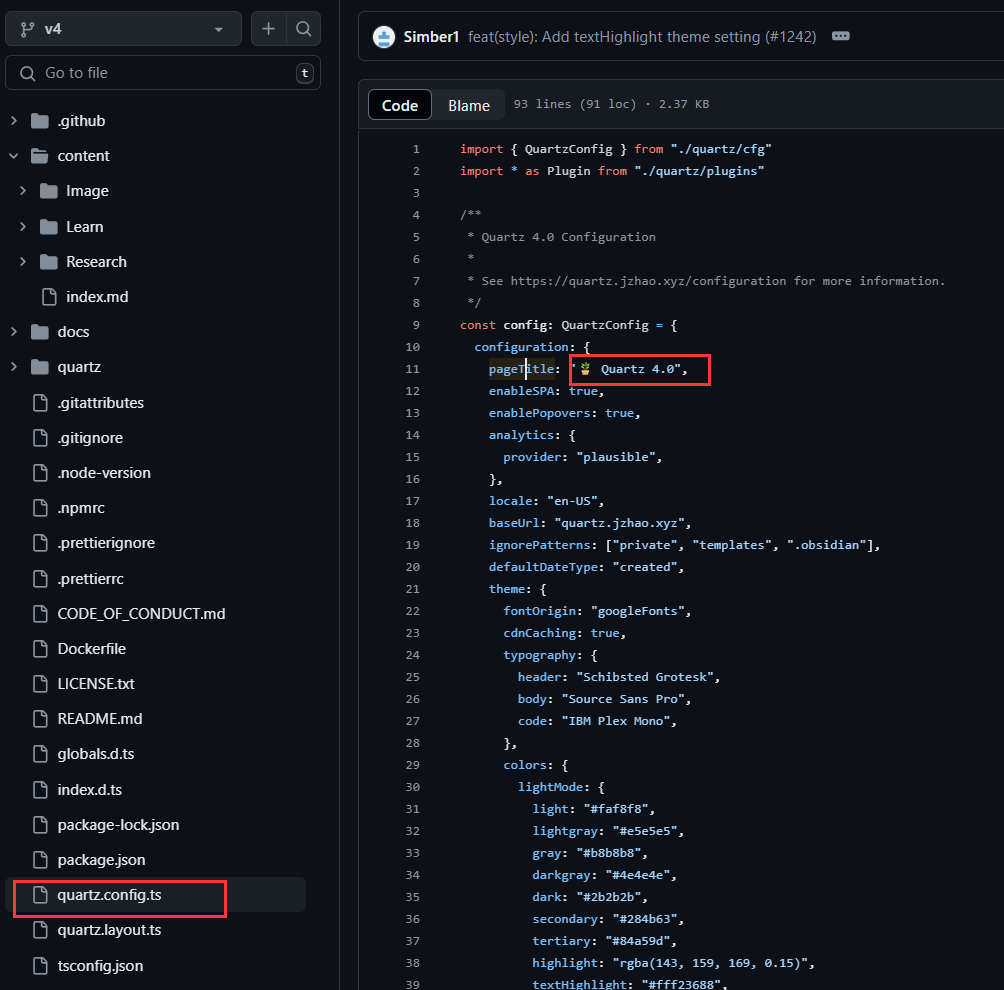 v4
Go to file
t
.github
content
Image
Learn
Research
index.md
docs
quartz
.gitattributes
.gitignore
.node-version
.npmrc
.prettierignore
.prettierrc
CODE_OF_CONDUCT.md
Dockerfile
LICENSE.txt
README.md
globals.d.ts
index.d.ts
package-lock.json
package.json
quartz.config.ts
quartz.layout.ts
tsconfig.json
Simber1 feat(style): Add textHighlight theme setting (#1242)
Code Blame 93 lines (91 loc) · 2.37 KB
1 import { QuartzConfig } from "./quartz/cfg"
2 import * as Plugin from "./quartz/plugins"
3
4 /**
5 * Quartz 4.0 Configuration
6 *
7 * See https://quartz.jzhao.xyz/configuration for more information.
8 */
9 const config: QuartzConfig = {
10 configuration: {
11 pageTitle: "🪴 Quartz 4.0",
12 enableSPA: true,
13 enablePopovers: true,
14 analytics: {
15 provider: "plausible",
16 },
17 locale: "en-US",
18 baseUrl: "quartz.jzhao.xyz",
19 ignorePatterns: ["private", "templates", ".obsidian"],
20 defaultDateType: "created",
21 theme: {
22 fontOrigin: "googleFonts",
23 cdnCaching: true,
24 typography: {
25 header: "Schibsted Grotesk",
26 body: "Source Sans Pro",
27 code: "IBM Plex Mono",
28 },
29 colors: {
30 lightMode: {
31 light: "#faf8f8",
32 lightgray: "#e5e5e5",
33 gray: "#b8b8b8",
34 darkgray: "#4e4e4e",
35 dark: "#2b2b2b",
36 secondary: "#284b63",
37 tertiary: "#84a59d",
38 highlight: "rgba(143, 159, 169, 0.15)",
39 textHighlight: "#fff23688",